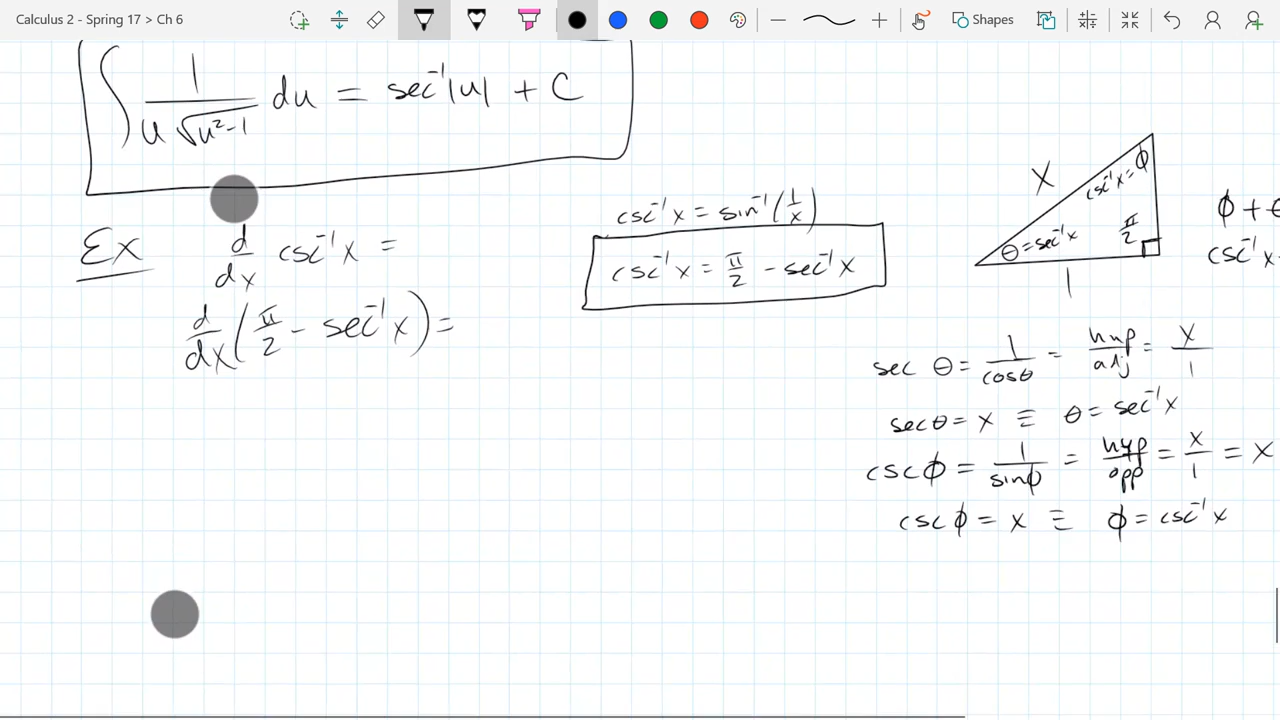 Calculus 2 - Spring 17 > Ch 6
Shapes
∫ 1/(u √(u²-1)) du = sec⁻¹|u| + C
Ex d/dx csc⁻¹x =
d/dx (π/2 - sec⁻¹x) =
csc⁻¹x = sin⁻¹(1/x)
csc⁻¹x = π/2 - sec⁻¹x
x
csc⁻¹x = ϕ
θ = sec⁻¹x
π/2
1
ϕ + θ
csc⁻¹x
sec θ = 1/cosθ = hyp/adj = x/1
secθ = x ≡ θ = sec⁻¹x
cscϕ = 1/sinϕ = hyp/opp = x/1 = x
cscϕ = x ≡ ϕ = csc⁻¹x